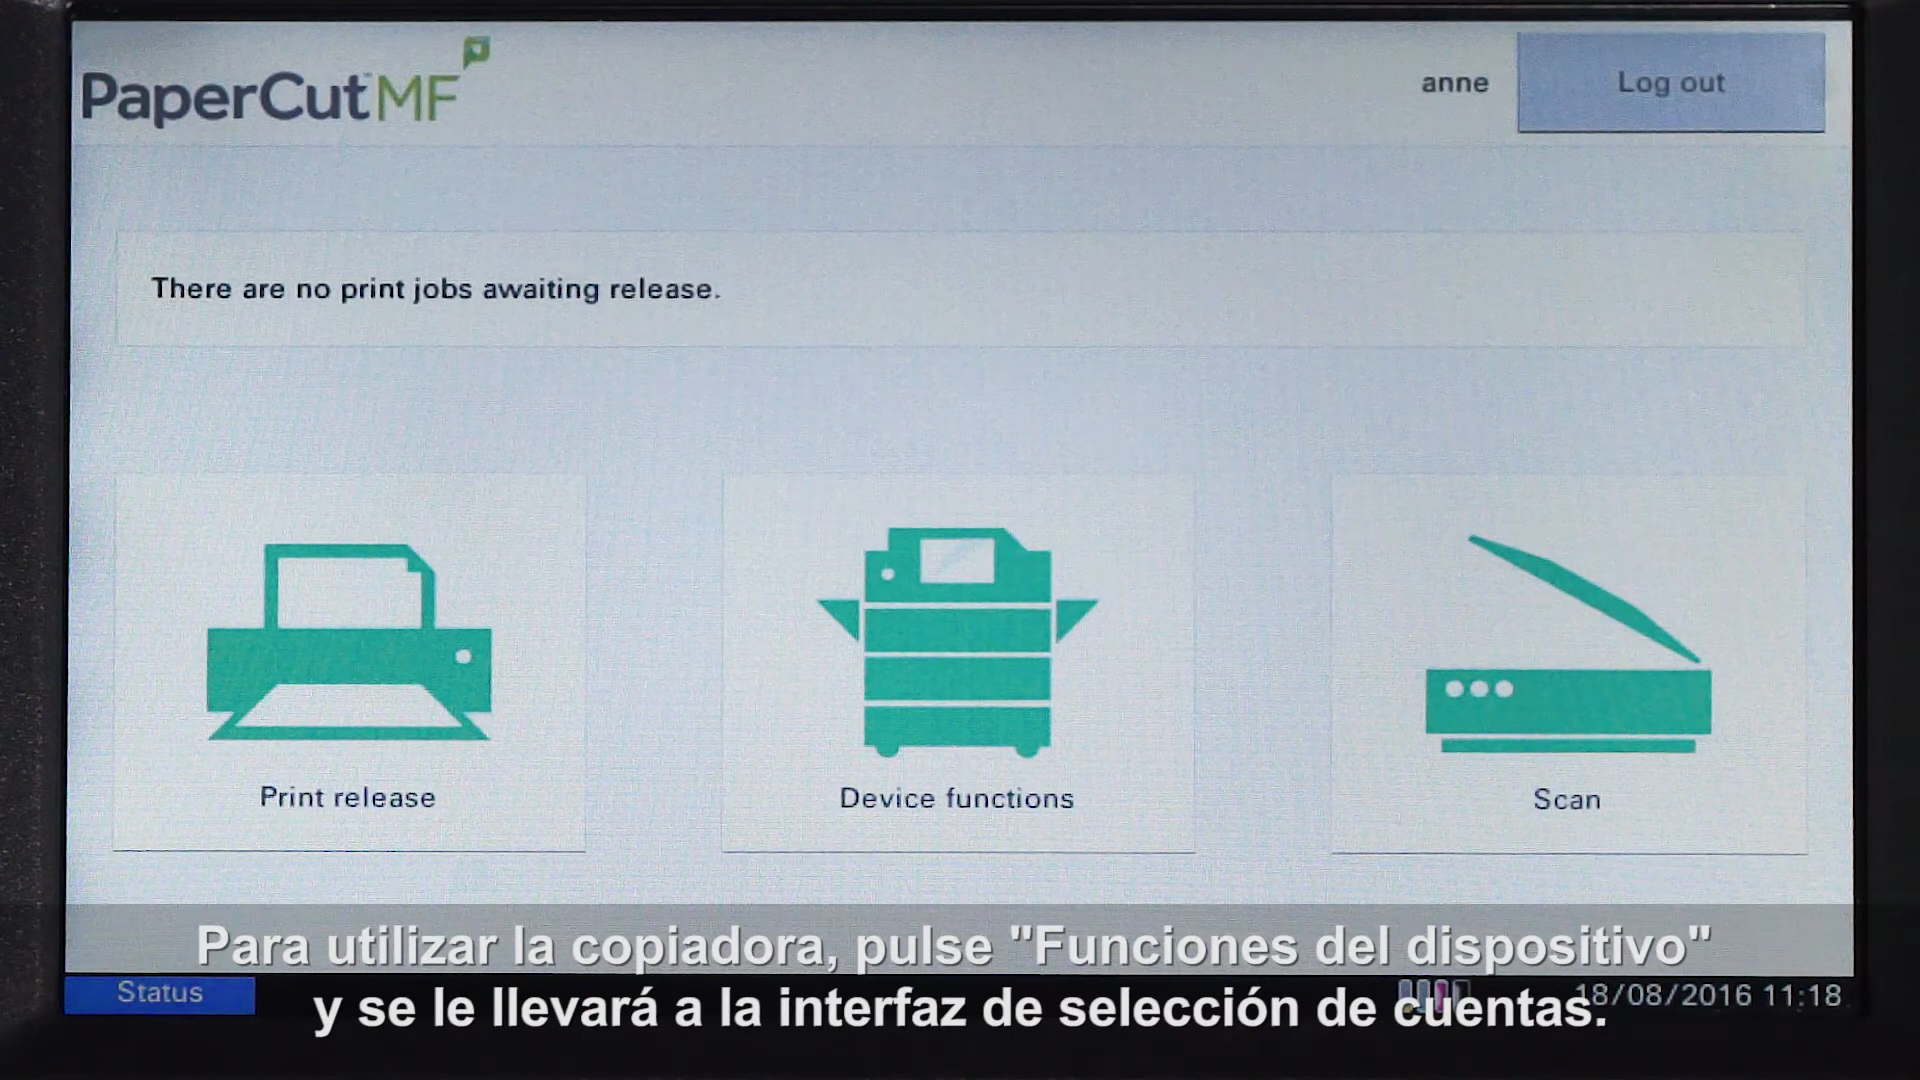 PaperCut MF
anne
Log out
There are no print jobs awaiting release.
Print release
Device functions
Scan
Para utilizar la copiadora, pulse "Funciones del dispositivo"
y se le llevará a la interfaz de selección de cuentas.
Status
18/08/2016 11:18